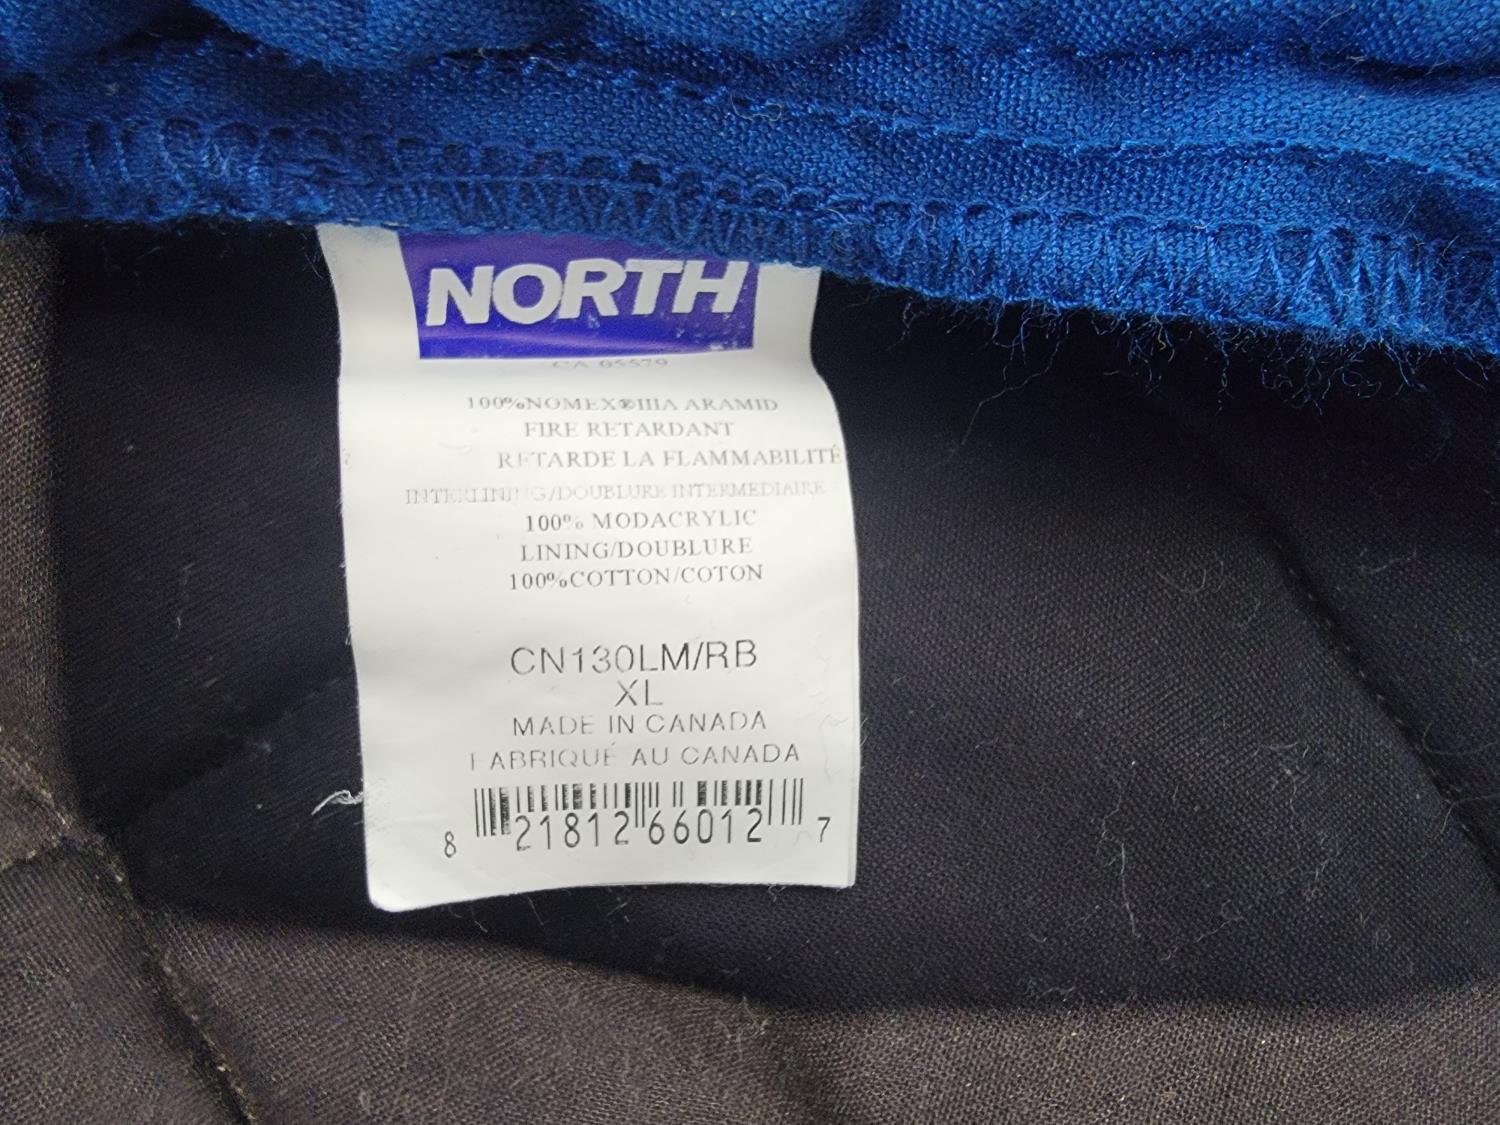 NORTH
CA 05579
100%NOMEX®IIIA ARAMID
FIRE RETARDANT
RETARDE LA FLAMMABILITÉ
INTERLINING/DOUBLURE INTERMEDIAIRE
100% MODACRYLIC
LINING/DOUBLURE
100%COTTON/COTON
CN130LM/RB
XL
MADE IN CANADA
FABRIQUÉ AU CANADA
8 21812 66012 7